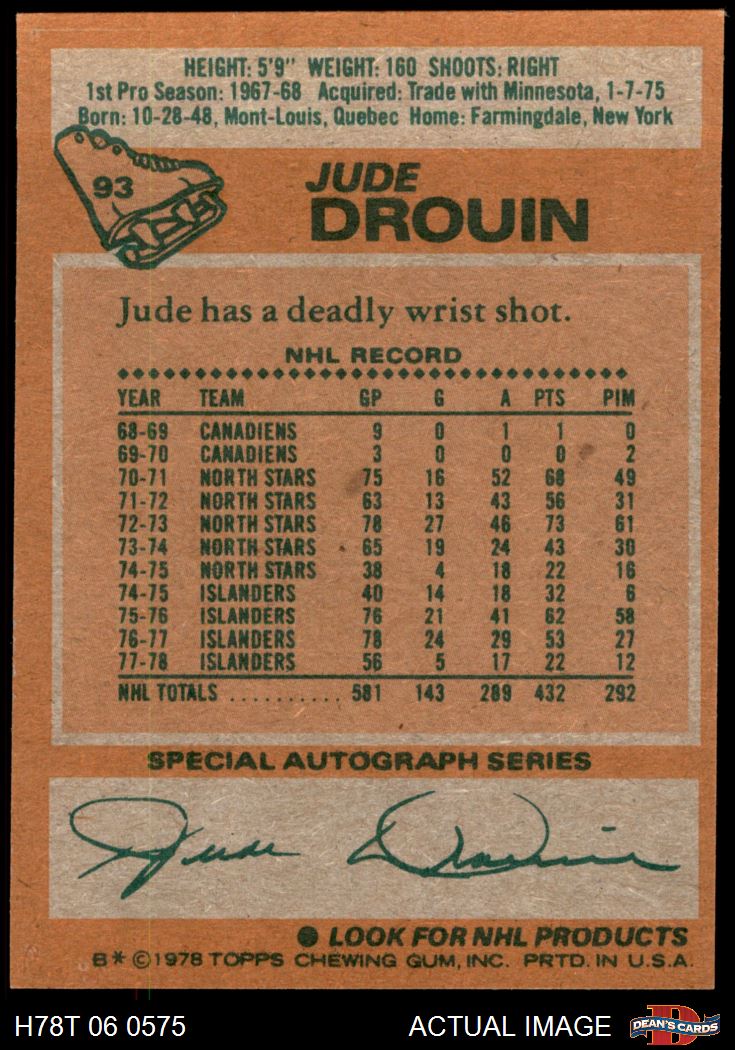 HEIGHT: 5'9" WEIGHT: 160 SHOOTS: RIGHT
1st Pro Season: 1967-68 Acquired: Trade with Minnesota, 1-7-75
Born: 10-28-48, Mont-Louis, Quebec Home: Farmingdale, New York
93
JUDE
DROUIN
Jude has a deadly wrist shot.
NHL RECORD
YEAR TEAM GP G A PTS PIM
68-69 CANADIENS 9 0 1 1 0
69-70 CANADIENS 3 0 0 0 2
70-71 NORTH STARS 75 16 52 68 49
71-72 NORTH STARS 63 13 43 56 31
72-73 NORTH STARS 78 27 46 73 61
73-74 NORTH STARS 65 19 24 43 30
74-75 NORTH STARS 38 4 18 22 16
74-75 ISLANDERS 40 14 18 32 6
75-76 ISLANDERS 76 21 41 62 58
76-77 ISLANDERS 78 24 29 53 27
77-78 ISLANDERS 56 5 17 22 12
NHL TOTALS .......... 581 143 289 432 292
SPECIAL AUTOGRAPH SERIES
Jude Drouin
● LOOK FOR NHL PRODUCTS
B* ©1978 TOPPS CHEWING GUM, INC. PRTD. IN U.S.A.
H78T 06 0575 ACTUAL IMAGE DEAN'S CARDS